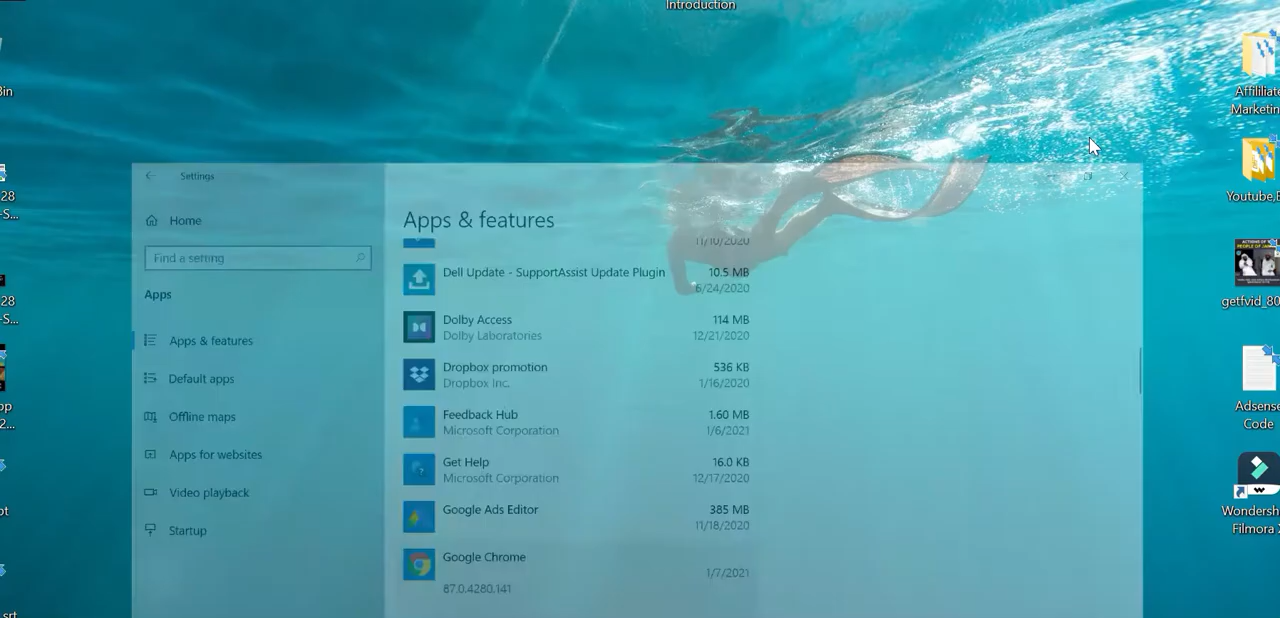 Introduction
Bin
28
-S...
28
-S...
2...
Settings
Home
Find a setting
Apps
Apps & features
Default apps
Offline maps
Apps for websites
Video playback
Startup
Apps & features
11/10/2020
Dell Update - SupportAssist Update Plugin
10.5 MB
6/24/2020
Dolby Access
114 MB
Dolby Laboratories
12/21/2020
Dropbox promotion
536 KB
Dropbox Inc.
1/16/2020
Feedback Hub
1.60 MB
Microsoft Corporation
1/6/2021
Get Help
16.0 KB
Microsoft Corporation
12/17/2020
Google Ads Editor
385 MB
11/18/2020
Google Chrome
1/7/2021
87.0.4280.141
Affililiate
Marketin
Youtube,E
getfvid_80
Adsense
Code
Wondersh
Filmora